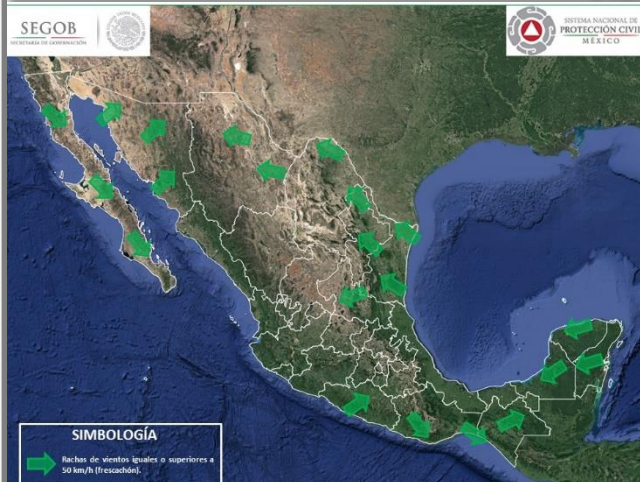 SEGOB
SECRETARÍA DE GOBERNACIÓN
SISTEMA NACIONAL DE
PROTECCIÓN CIVIL
MÉXICO
SIMBOLOGÍA
Rachas de vientos iguales o superiores a
50 km/h (frescachón).